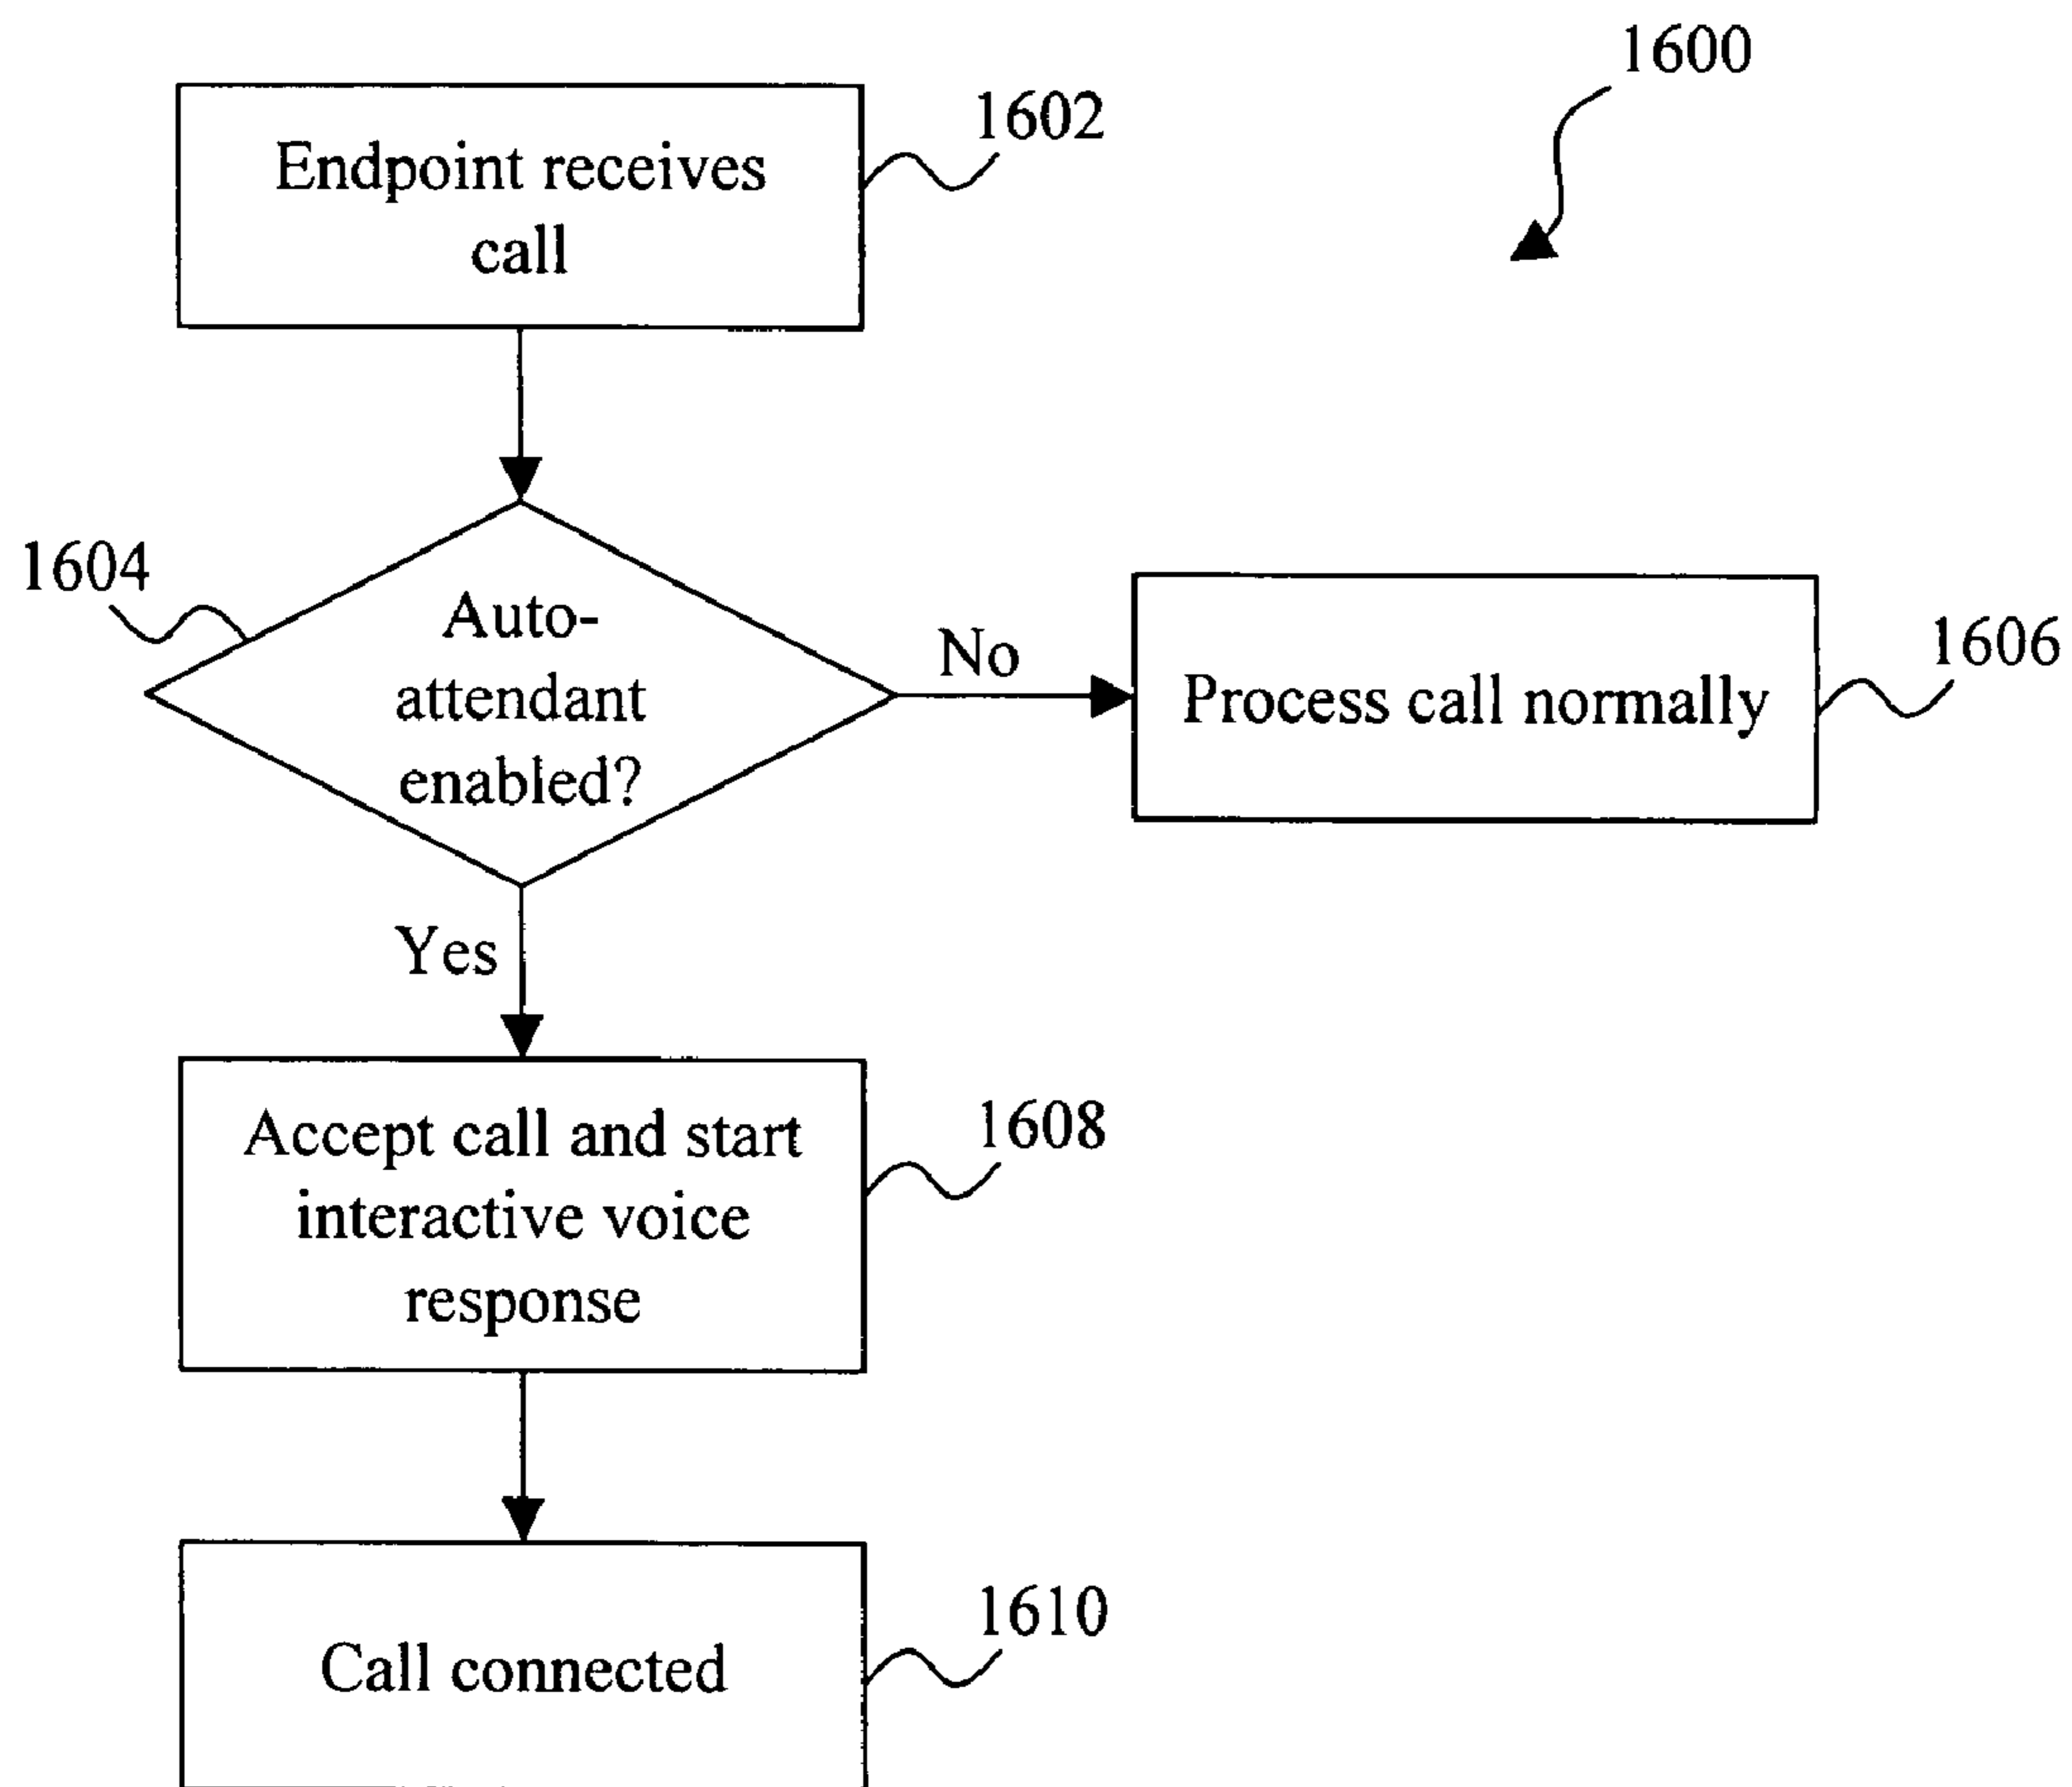 1600
1602
Endpoint receives
call
1604
Auto-
attendant
enabled?
No
1606
Process call normally
Yes
1608
Accept call and start
interactive voice
response
1610
Call connected